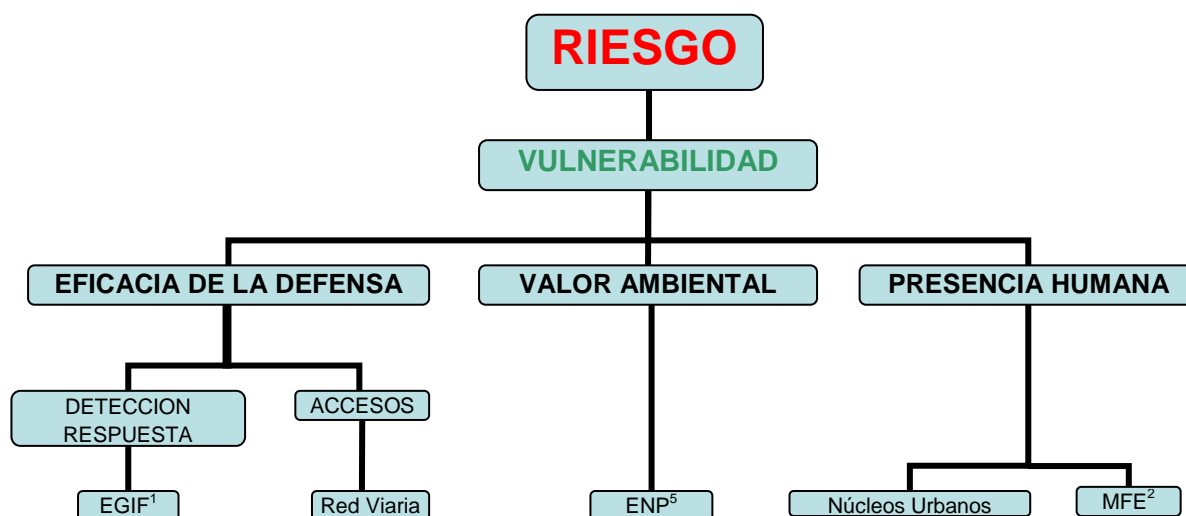 RIESGO
VULNERABILIDAD
EFICACIA DE LA DEFENSA
VALOR AMBIENTAL
PRESENCIA HUMANA
DETECCION
RESPUESTA
ACCESOS
EGIF¹
Red Viaria
ENP⁵
Núcleos Urbanos
MFE²